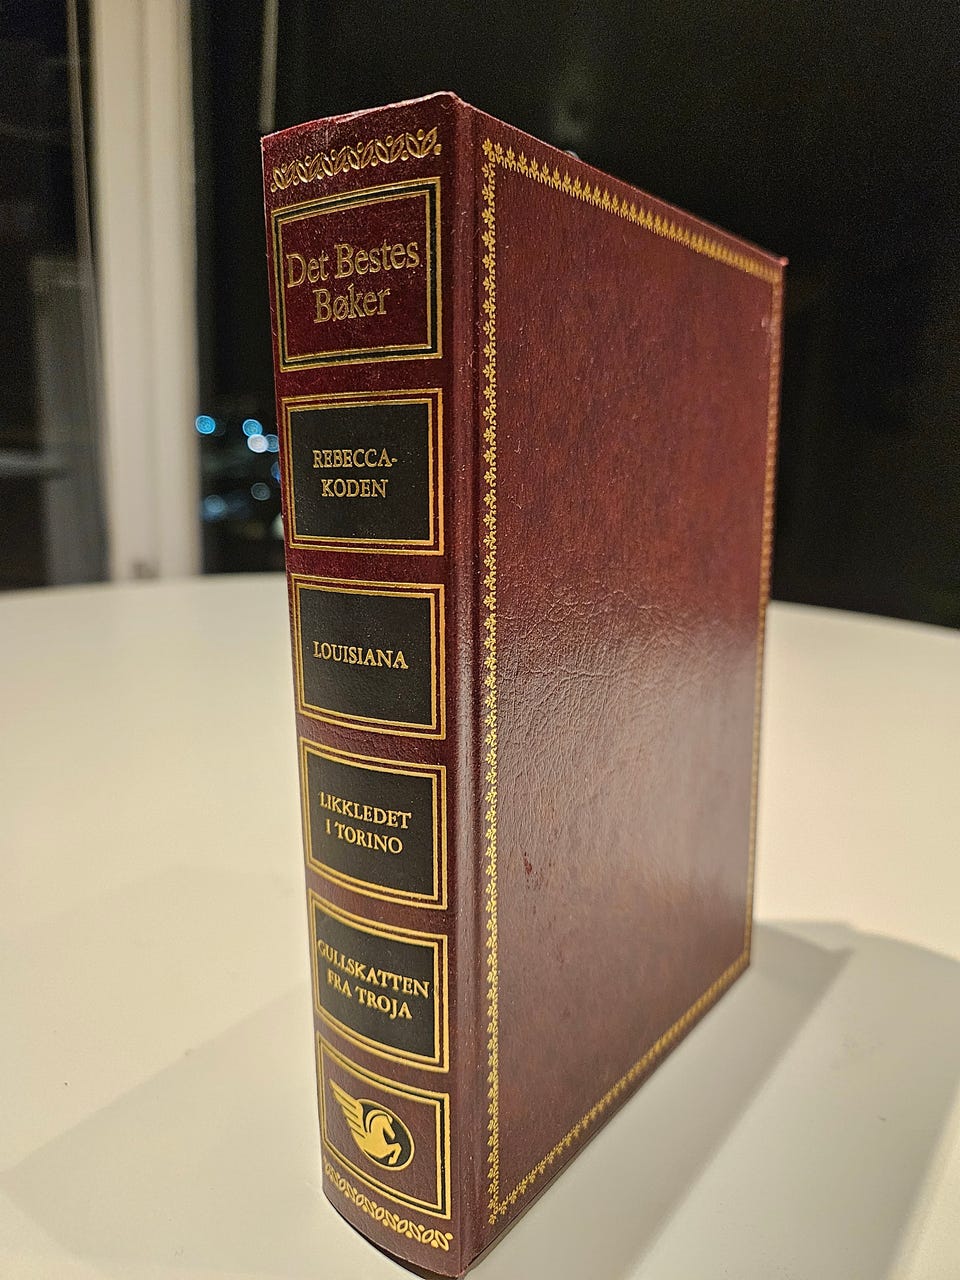 Det Bestes
Bøker
REBECCA-
KODEN
LOUISIANA
LIKKLEDET
I TORINO
GULLSKATTEN
FRA TROJA